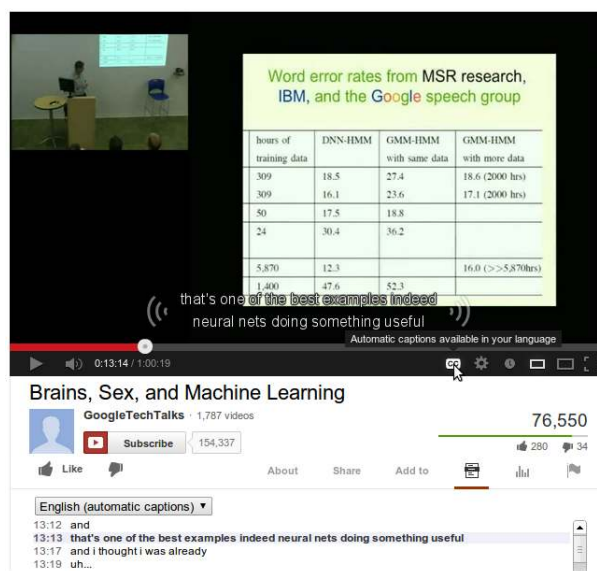 Word error rates from MSR research,
IBM, and the Google speech group
hours of training data DNN-HMM GMM-HMM with same data GMM-HMM with more data
309 18.5 27.4 18.6 (2000 hrs)
309 16.1 23.6 17.1 (2000 hrs)
50 17.5 18.8
24 30.4 36.2
5,870 12.3 16.0 (>>5,870hrs)
1,400 47.6 52.3
that's one of the best examples indeed
neural nets doing something useful
Automatic captions available in your language
0:13:14 / 1:00:19
CC
Brains, Sex, and Machine Learning
GoogleTechTalks · 1,787 videos
76,550
Subscribe 154,337
280 34
Like About Share Add to
English (automatic captions) ▼
13:12 and
13:13 that's one of the best examples indeed neural nets doing something useful
13:17 and i thought i was already
13:19 uh...